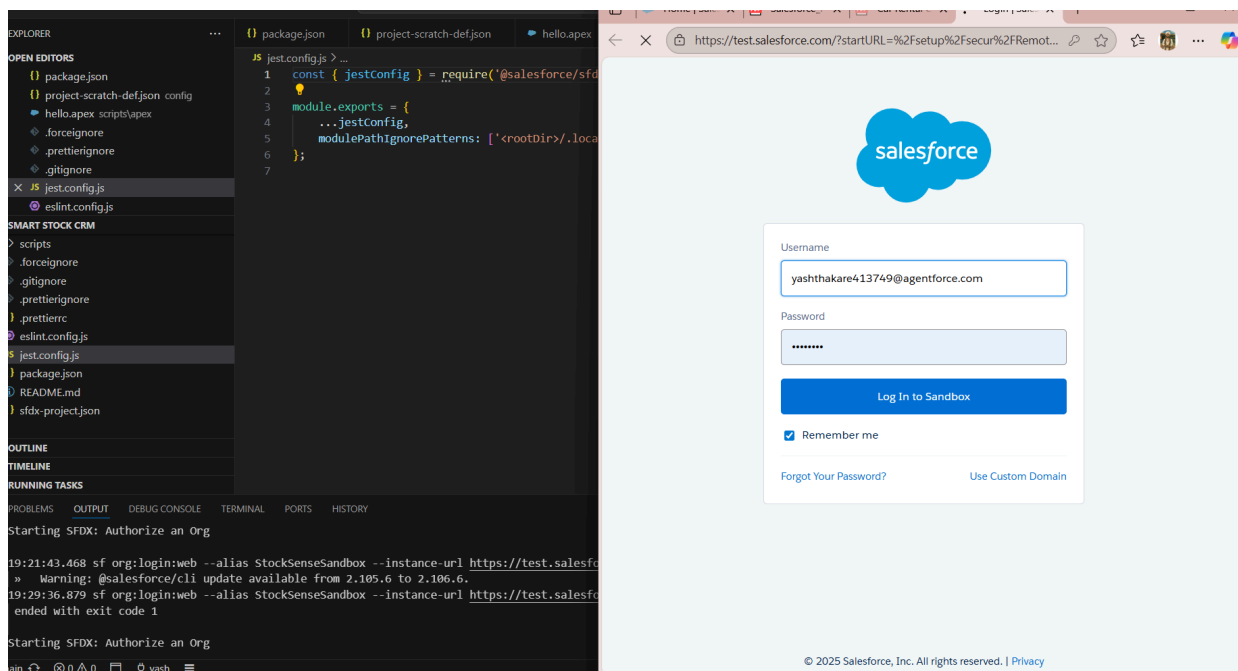 EXPLORER
...
OPEN EDITORS
{} package.json
{} project-scratch-def.json config
hello.apex scripts\apex
.forceignore
.prettierignore
.gitignore
JS jest.config.js
eslint.config.js
SMART STOCK CRM
> scripts
.forceignore
.gitignore
.prettierignore
.prettierrc
eslint.config.js
jest.config.js
package.json
README.md
sfdx-project.json
OUTLINE
TIMELINE
RUNNING TASKS
{} package.json {} project-scratch-def.json hello.apex
JS jest.config.js > ...
1 const { jestConfig } = require('@salesforce/sfd
2
3 module.exports = {
4 ...jestConfig,
5 modulePathIgnorePatterns: ['<rootDir>/.loca
6 };
7
PROBLEMS OUTPUT DEBUG CONSOLE TERMINAL PORTS HISTORY
Starting SFDX: Authorize an Org
19:21:43.468 sf org:login:web --alias StockSenseSandbox --instance-url https://test.salesfo
» Warning: @salesforce/cli update available from 2.105.6 to 2.106.6.
19:29:36.879 sf org:login:web --alias StockSenseSandbox --instance-url https://test.salesfo
ended with exit code 1
Starting SFDX: Authorize an Org
https://test.salesforce.com/?startURL=%2Fsetup%2Fsecur%2FRemot...
salesforce
Username
yashthakare413749@agentforce.com
Password
Log In to Sandbox
Remember me
Forgot Your Password? Use Custom Domain
© 2025 Salesforce, Inc. All rights reserved. | Privacy